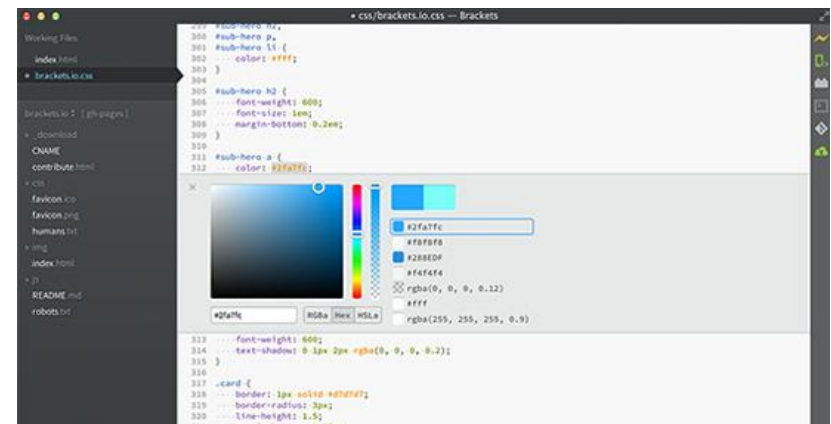 • css/brackets.io.css — Brackets
Working Files
index.html
• brackets.io.css
brackets.io [ gh-pages ]
_download
CNAME
contribute.html
css
favicon.ico
favicon.png
humans.txt
img
index.html
js
README.md
robots.txt
299 #sub-hero h2,
300 #sub-hero p,
301 #sub-hero li {
302 color: #fff;
303 }
304
305 #sub-hero h2 {
306 font-weight: 600;
307 font-size: 1em;
308 margin-bottom: 0.2em;
309 }
310
311 #sub-hero a {
312 color: #2fa7fc;
#2fa7fc
#f8f8f8
#288EDF
#f4f4f4
rgba(0, 0, 0, 0.12)
#fff
rgba(255, 255, 255, 0.9)
#2fa7fc RGBa Hex HSLa
313 font-weight: 600;
314 text-shadow: 0 1px 2px rgba(0, 0, 0, 0.2);
315 }
316
317 .card {
318 border: 1px solid #d7d7d7;
319 border-radius: 3px;
320 line-height: 1.5;